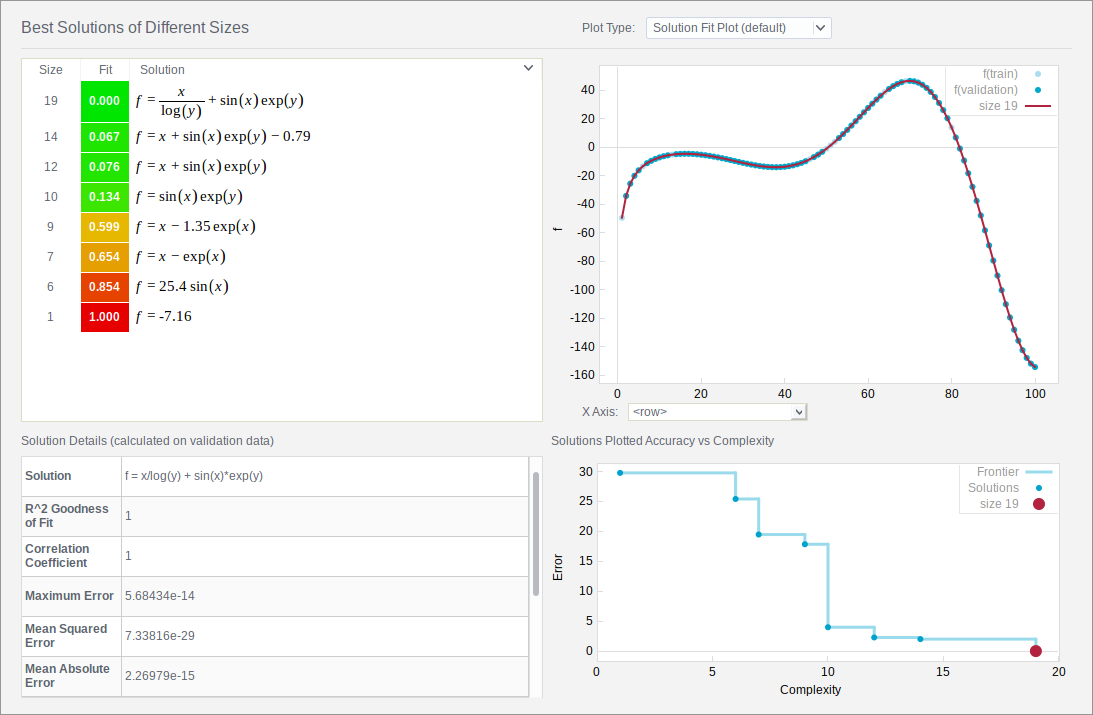 Best Solutions of Different Sizes
Plot Type: Solution Fit Plot (default)
Size Fit Solution
19 0.000 f = x/log(y) + sin(x) exp(y)
14 0.067 f = x + sin(x) exp(y) − 0.79
12 0.076 f = x + sin(x) exp(y)
10 0.134 f = sin(x) exp(y)
9 0.599 f = x − 1.35 exp(x)
7 0.654 f = x − exp(x)
6 0.854 f = 25.4 sin(x)
1 1.000 f = -7.16
f(train)
f(validation)
size 19
40
20
0
-20
-40
-60
-80
-100
-120
-140
-160
f
0 20 40 60 80 100
X Axis: <row>
Solution Details (calculated on validation data)
Solution f = x/log(y) + sin(x)*exp(y)
R^2 Goodness
of Fit
1
Correlation
Coefficient
1
Maximum Error 5.68434e-14
Mean Squared
Error
7.33816e-29
Mean Absolute
Error
2.26979e-15
Solutions Plotted Accuracy vs Complexity
Frontier
Solutions
size 19
30
25
20
15
10
5
0
Error
0 5 10 15 20
Complexity